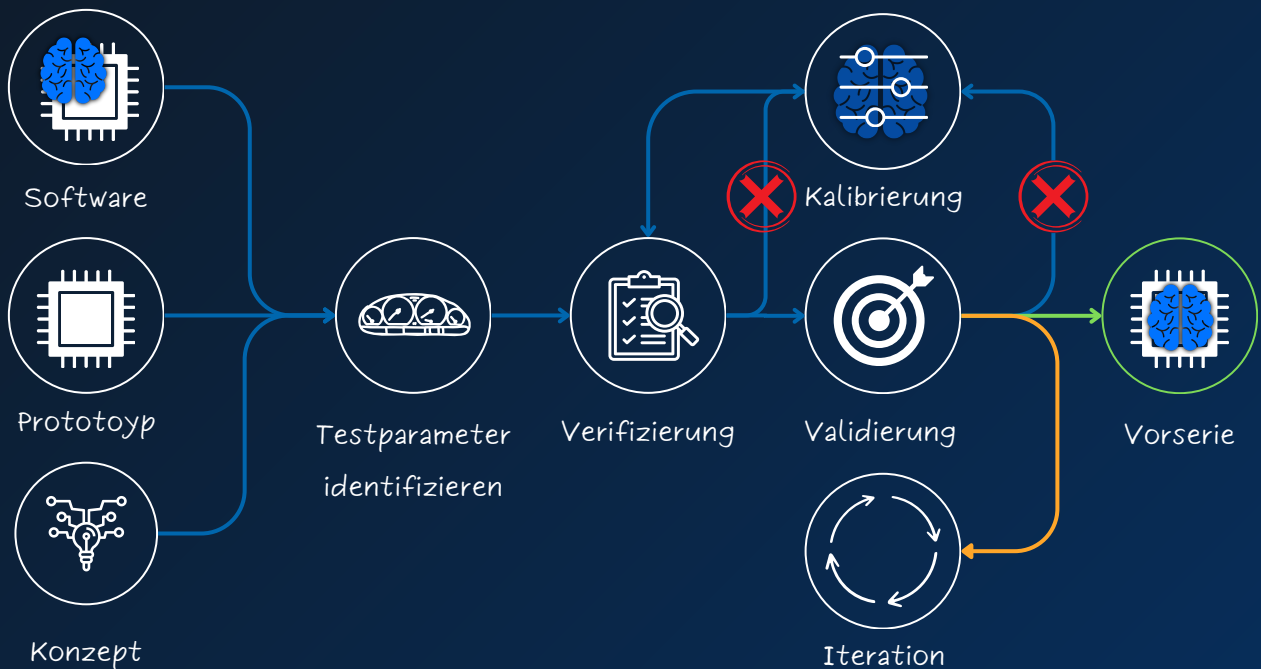 Software
Kalibrierung
Prototoyp
Testparameter
identifizieren
Verifizierung
Validierung
Vorserie
Konzept
Iteration